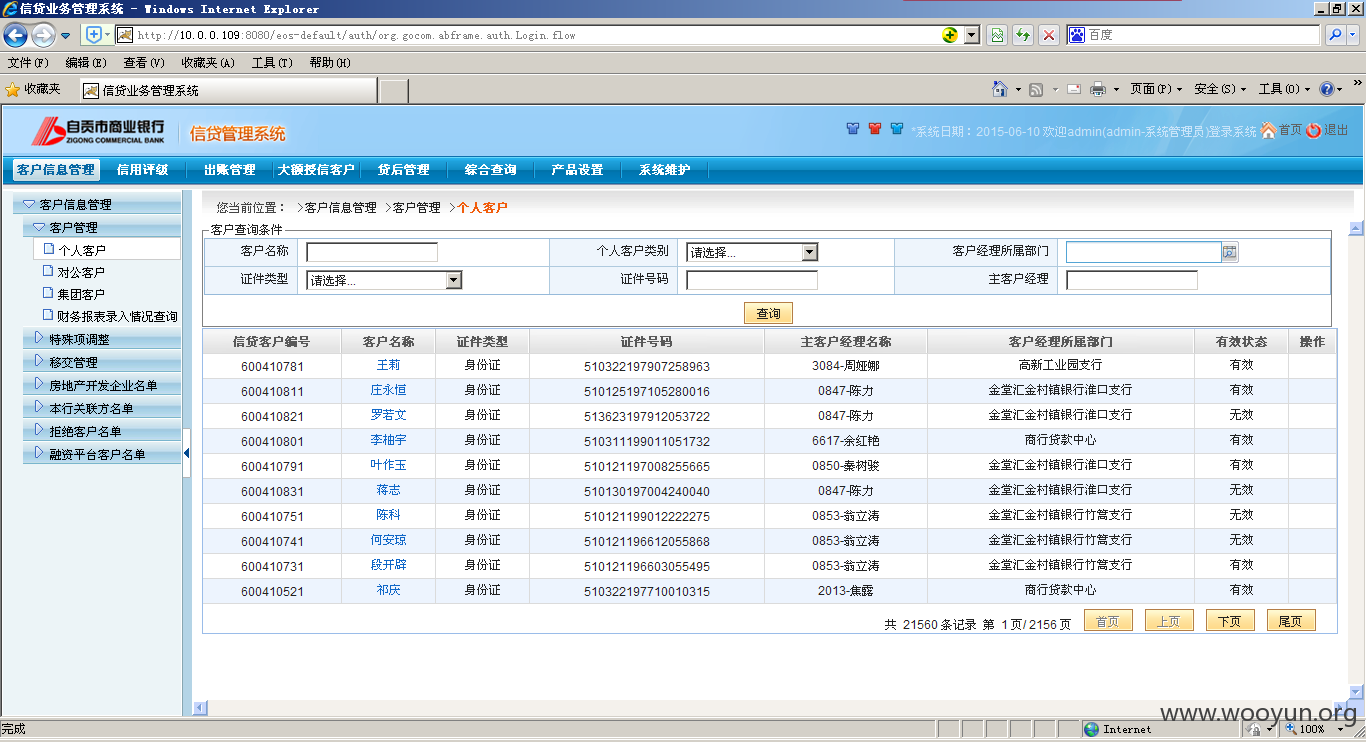 信贷业务管理系统 - Windows Internet Explorer
http://10.0.0.109:8080/eos-default/auth/org.gocom.abframe.auth.Login.flow
百度
文件(F) 编辑(E) 查看(V) 收藏夹(A) 工具(T) 帮助(H)
收藏夹 信贷业务管理系统 页面(P) 安全(S) 工具(O) »
自贡市商业银行 ZIGONG COMMERCIAL BANK 信贷管理系统
*系统日期：2015-06-10 欢迎admin(admin-系统管理员)登录系统 首页 退出
客户信息管理 信用评级 出账管理 大额授信客户 贷后管理 综合查询 产品设置 系统维护
客户信息管理
客户管理
个人客户
对公客户
集团客户
财务报表录入情况查询
特殊项调整
移交管理
房地产开发企业名单
本行关联方名单
拒绝客户名单
融资平台客户名单
您当前位置： >客户信息管理 >客户管理 >个人客户
客户查询条件
客户名称 个人客户类别 请选择... 客户经理所属部门
证件类型 请选择... 证件号码 主客户经理
查询
信贷客户编号 客户名称 证件类型 证件号码 主客户经理名称 客户经理所属部门 有效状态 操作
600410781 王莉 身份证 510322197907258963 3084-周娅娜 高新工业园支行 有效
600410811 庄永恒 身份证 510125197105280016 0847-陈力 金堂汇金村镇银行淮口支行 有效
600410821 罗若文 身份证 513623197912053722 0847-陈力 金堂汇金村镇银行淮口支行 无效
600410801 李柚宇 身份证 510311199011051732 6617-余红艳 商行贷款中心 有效
600410791 叶作玉 身份证 510121197008255665 0850-秦树骏 金堂汇金村镇银行淮口支行 有效
600410831 蒋志 身份证 510130197004240040 0847-陈力 金堂汇金村镇银行淮口支行 无效
600410751 陈科 身份证 510121199012222275 0853-翁立涛 金堂汇金村镇银行竹篙支行 无效
600410741 何安琼 身份证 510121196612055868 0853-翁立涛 金堂汇金村镇银行竹篙支行 无效
600410731 段开辟 身份证 510121196603055495 0853-翁立涛 金堂汇金村镇银行竹篙支行 有效
600410521 祁庆 身份证 510322197710010315 2013-焦露 商行贷款中心 有效
共 21560 条记录 第 1页/ 2156 页 首页 上页 下页 尾页
www.wooyun.org
完成 Internet 100%